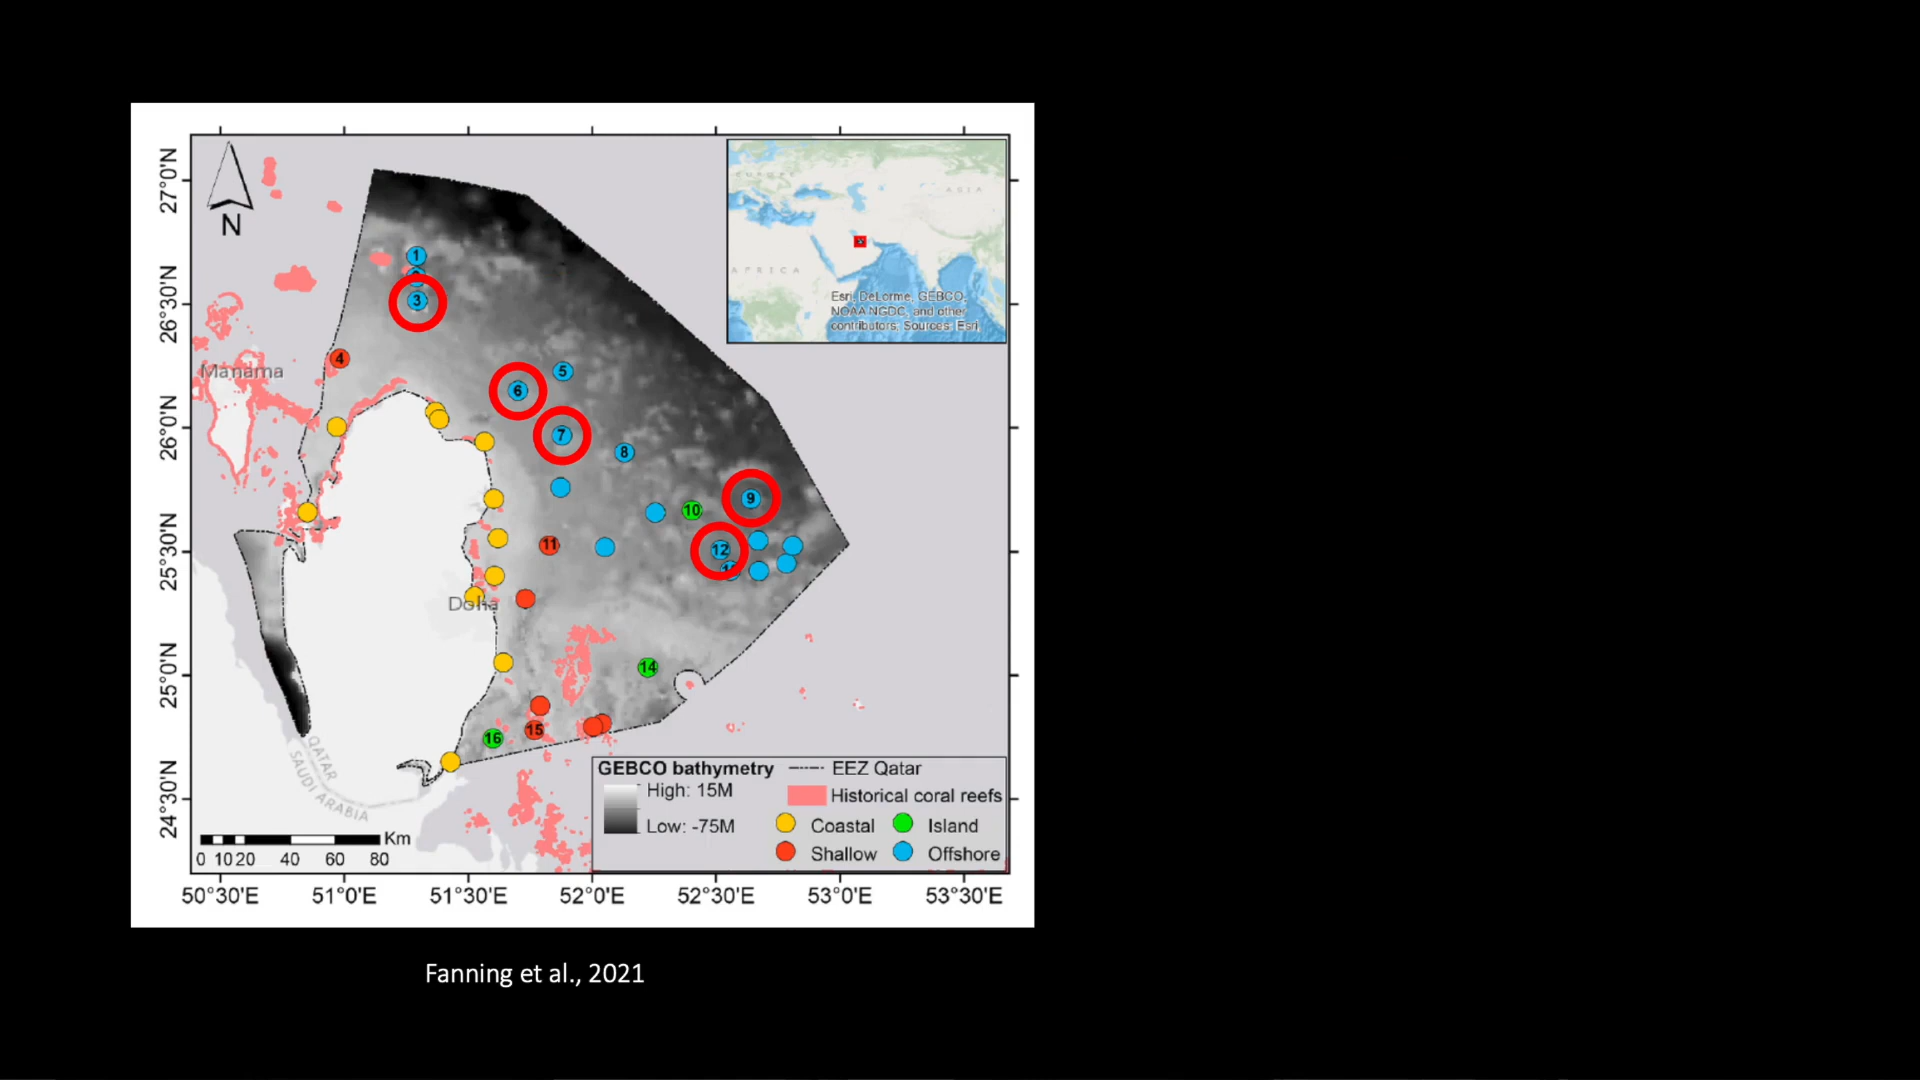 27°0'N
26°30'N
26°0'N
25°30'N
25°0'N
24°30'N
N
EUROPE
ASIA
AFRICA
Esri, DeLorme, GEBCO,
NOAA NGDC, and other
contributors, Sources: Esri,
1
3
4
Manama
5
6
7
8
9
10
11
12
Doha
14
15
16
QATAR
SAUDI ARABIA
GEBCO bathymetry
High: 15M
Low: -75M
EEZ Qatar
Historical coral reefs
Coastal
Island
Shallow
Offshore
Km
0 10 20 40 60 80
50°30'E 51°0'E 51°30'E 52°0'E 52°30'E 53°0'E 53°30'E
Fanning et al., 2021